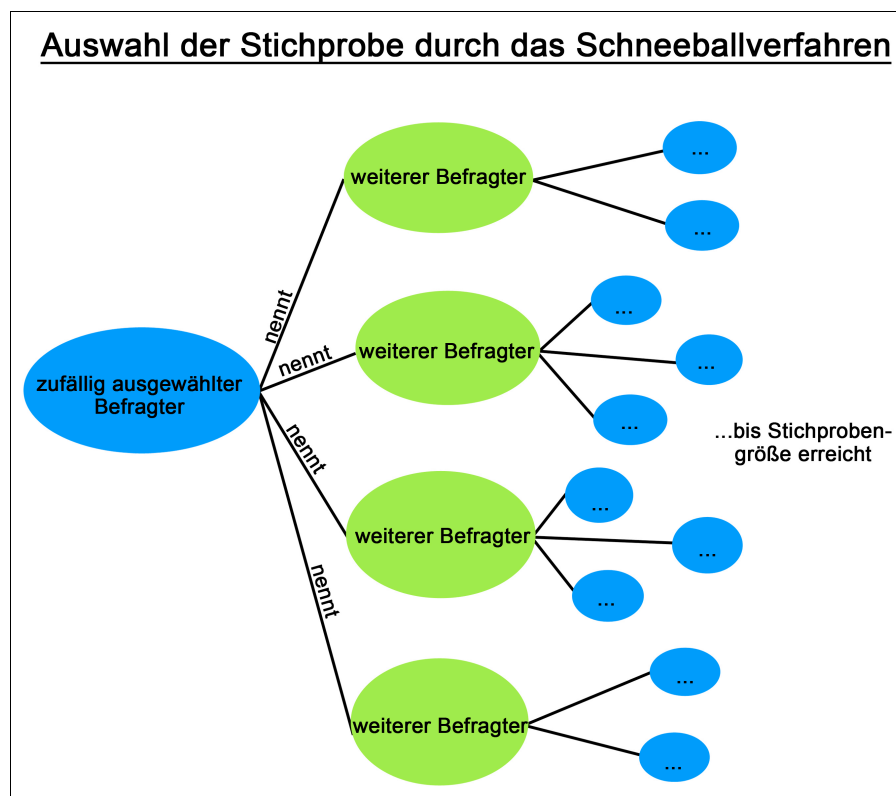 Auswahl der Stichprobe durch das Schneeballverfahren
zufällig ausgewählter
Befragter
nennt
nennt
nennt
nennt
weiterer Befragter
...
...
weiterer Befragter
...
...
...
weiterer Befragter
...
...
...
weiterer Befragter
...
...
...bis Stichproben-
größe erreicht